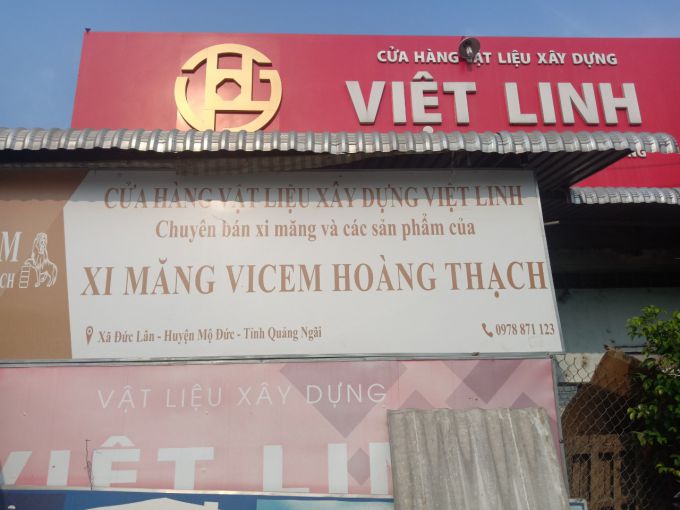 CỬA HÀNG VẬT LIỆU XÂY DỰNG
VIỆT LINH
CỬA HÀNG VẬT LIỆU XÂY DỰNG VIỆT LINH
Chuyên bán xi măng và các sản phẩm của
XI MĂNG VICEM HOÀNG THẠCH
Xã Đức Lân - Huyện Mộ Đức - Tỉnh Quảng Ngãi
0978 871 123
VẬT LIỆU XÂY DỰNG
VIỆT LINH